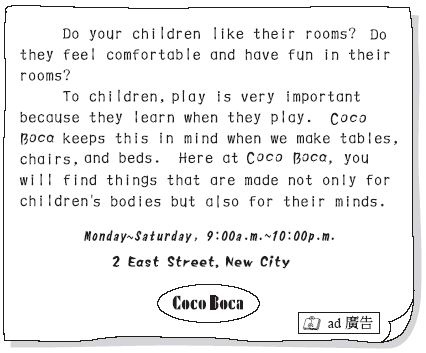 Do your children like their rooms? Do
they feel comfortable and have fun in their
rooms?
To children, play is very important
because they learn when they play. Coco
Boca keeps this in mind when we make tables,
chairs, and beds. Here at Coco Boca, you
will find things that are made not only for
children's bodies but also for their minds.
Monday~Saturday, 9:00a.m.~10:00p.m.
2 East Street, New City
Coco Boca
ad 廣告